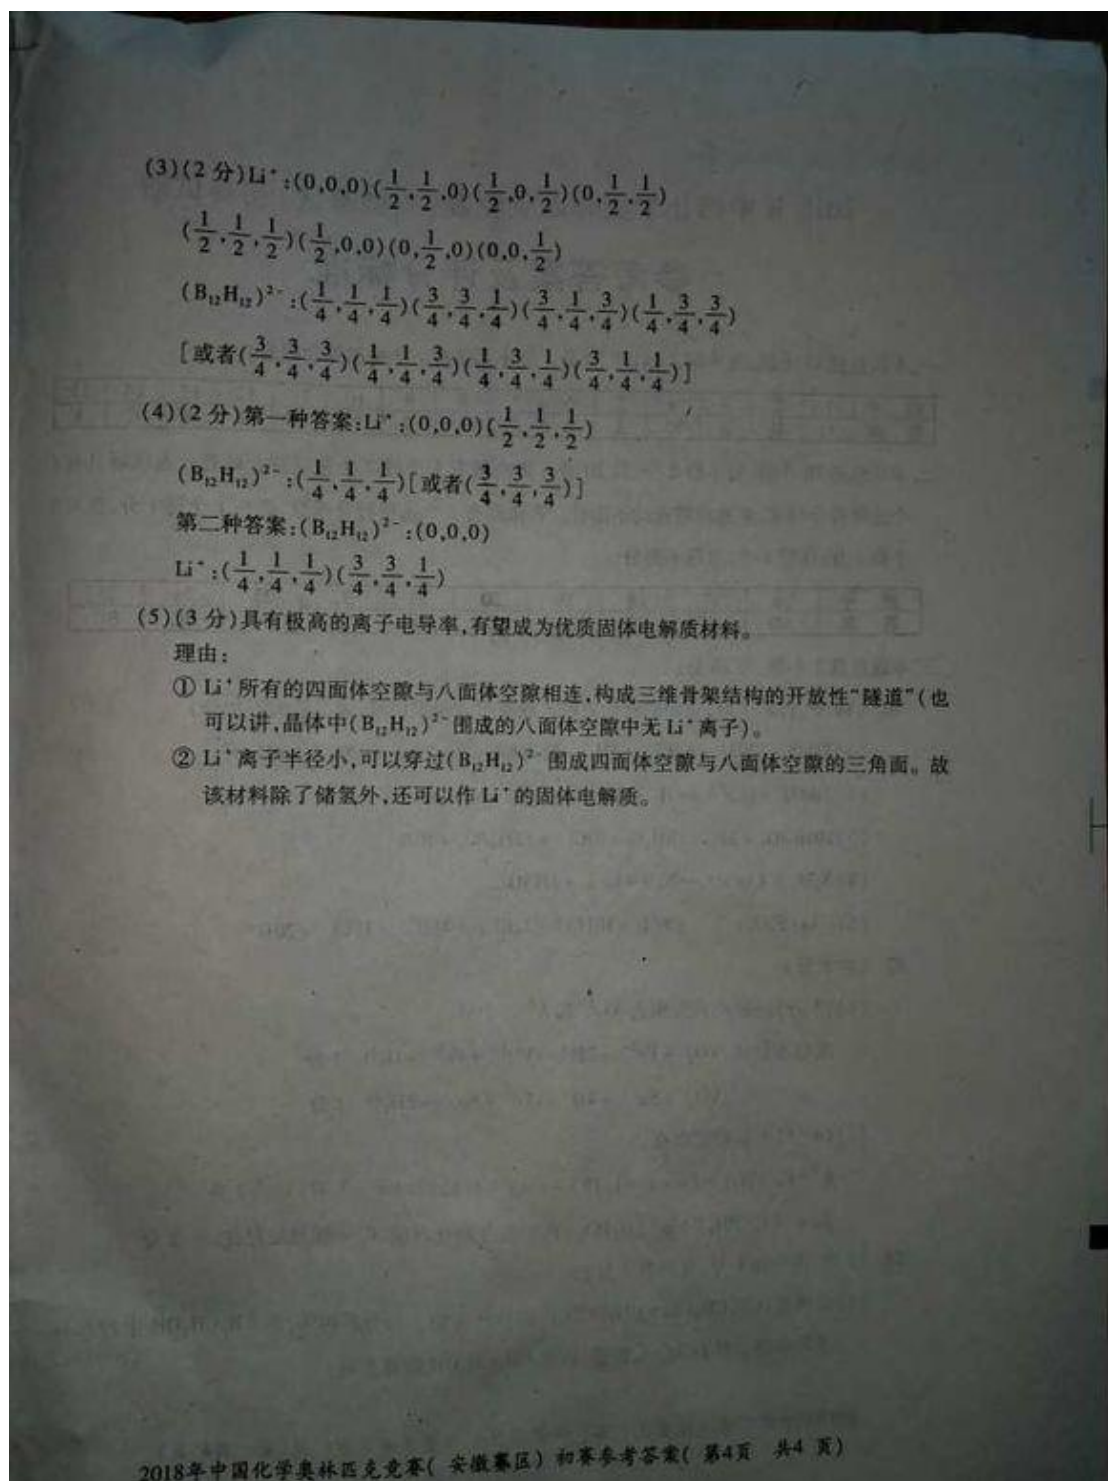 (3)(2分)Li⁺:(0,0,0)(1/2,1/2,0)(1/2,0,1/2)(0,1/2,1/2)
(1/2,1/2,1/2)(1/2,0,0)(0,1/2,0)(0,0,1/2)
(B₁₂H₁₂)²⁻:(1/4,1/4,1/4)(3/4,3/4,1/4)(3/4,1/4,3/4)(1/4,3/4,3/4)
[或者(3/4,3/4,3/4)(1/4,1/4,3/4)(1/4,3/4,1/4)(3/4,1/4,1/4)]
(4)(2分)第一种答案:Li⁺:(0,0,0)(1/2,1/2,1/2)
(B₁₂H₁₂)²⁻:(1/4,1/4,1/4)[或者(3/4,3/4,3/4)]
第二种答案:(B₁₂H₁₂)²⁻:(0,0,0)
Li⁺:(1/4,1/4,1/4)(3/4,3/4,1/4)
(5)(3分)具有极高的离子电导率,有望成为优质固体电解质材料。
理由:
① Li⁺所有的四面体空隙与八面体空隙相连,构成三维骨架结构的开放性“隧道”(也
可以讲,晶体中(B₁₂H₁₂)²⁻围成的八面体空隙中无Li⁺离子)。
② Li⁺离子半径小,可以穿过(B₁₂H₁₂)²⁻围成四面体空隙与八面体空隙的三角面。故
该材料除了储氢外,还可以作Li⁺的固体电解质。
2018年中国化学奥林匹克竞赛( 安徽赛区) 初赛参考答案( 第4页 共4 页)